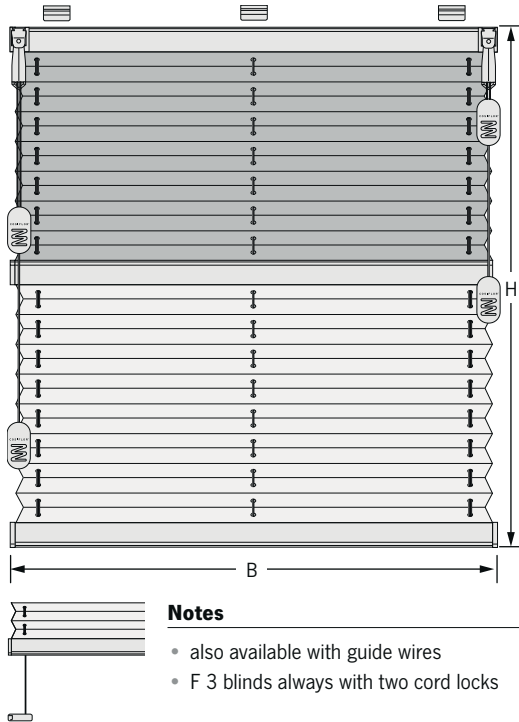 H
B
Notes
• also available with guide wires
• F 3 blinds always with two cord locks